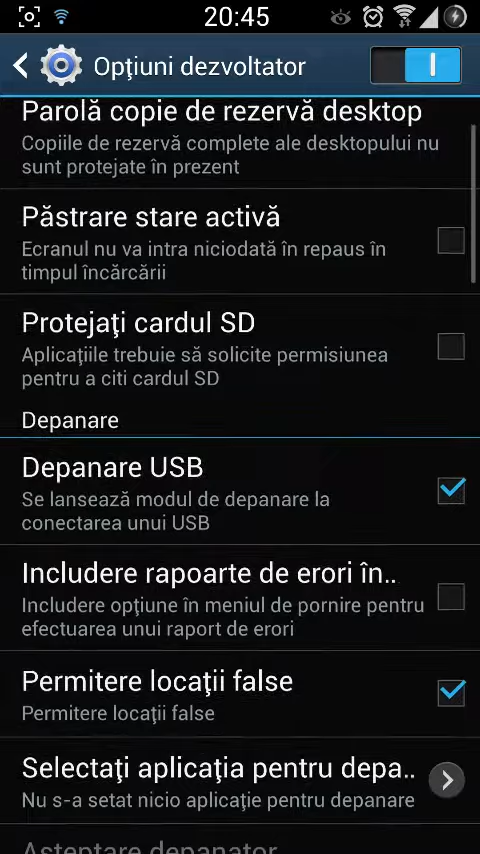 20:45
Opţiuni dezvoltator
Parolă copie de rezervă desktop
Copiile de rezervă complete ale desktopului nu
sunt protejate în prezent
Păstrare stare activă
Ecranul nu va intra niciodată în repaus în
timpul încărcării
Protejaţi cardul SD
Aplicaţiile trebuie să solicite permisiunea
pentru a citi cardul SD
Depanare
Depanare USB
Se lansează modul de depanare la
conectarea unui USB
Includere rapoarte de erori în..
Includere opţiune în meniul de pornire pentru
efectuarea unui raport de erori
Permitere locaţii false
Permitere locaţii false
Selectaţi aplicaţia pentru depa..
Nu s-a setat nicio aplicaţie pentru depanare
Aşteptare depanator